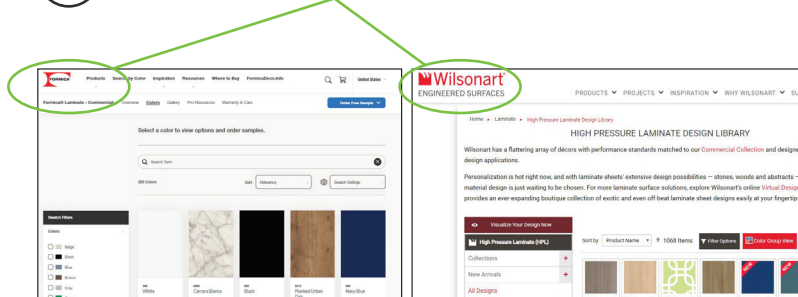 FORMICA
Products Search by Color Inspiration Resources Where to Buy FormicaDocs.Info United States
Formica® Laminate - Commercial Overview Colors Gallery Pro Resources Warranty & Care Order Free Sample
Select a color to view options and order samples.
Search Term
Sort: Relevancy Swatch Settings
Swatch Filters
Colors
Beige
Black
Blue
Brown
Gray
White
Carrara Bianco
Black
Planked Urban Oak
Navy Blue
Wilsonart®
ENGINEERED SURFACES
PRODUCTS PROJECTS INSPIRATION WHY WILSONART
Home Laminate High Pressure Laminate Design Library
HIGH PRESSURE LAMINATE DESIGN LIBRARY
Wilsonart has a flattering array of décors with performance standards matched to our Commercial Collection and designe
design applications.
Personalization is hot right now, and with laminate sheets' extensive design possibilities – stones, woods and abstracts –
material design is just waiting to be chosen. For more laminate surface solutions, explore Wilsonart's online Virtual Desig
provides an ever-expanding boutique collection of exotic and even off-beat laminate sheet designs easily at your fingertip
Visualize Your Design Now
High Pressure Laminate (HPL)
Sort by Product Name 1068 Items Filter Options Color Group View
Collections +
New Arrivals +
All Designs
NEW
NEW